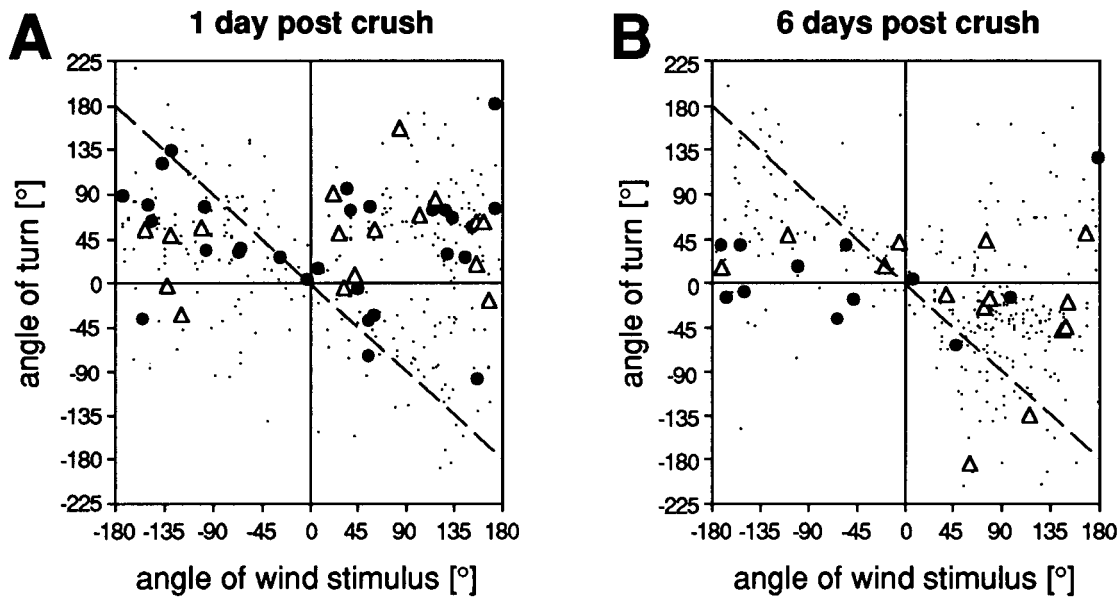 A 1 day post crush
225
180
135
90
45
0
-45
-90
-135
-180
-225
angle of turn [°]
-180 -135 -90 -45 0 45 90 135 180
angle of wind stimulus [°]
B 6 days post crush
225
180
135
90
45
0
-45
-90
-135
-180
-225
angle of turn [°]
-180 -135 -90 -45 0 45 90 135 180
angle of wind stimulus [°]